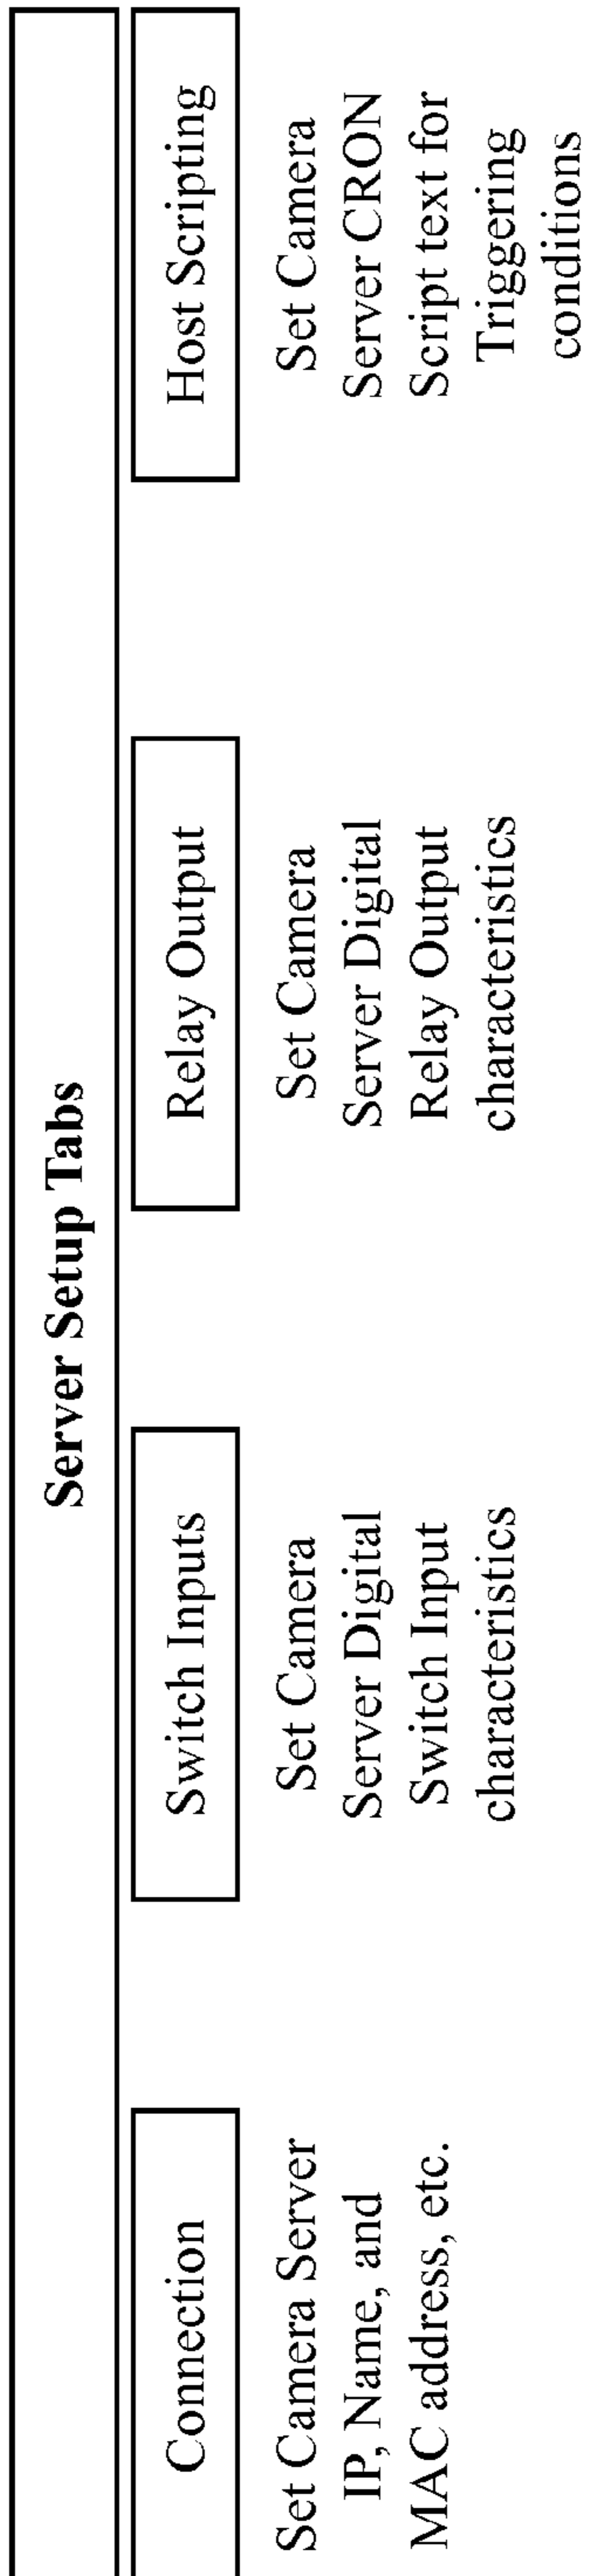 Server Setup Tabs
Connection
Set Camera Server
IP, Name, and
MAC address, etc.
Switch Inputs
Set Camera
Server Digital
Switch Input
characteristics
Relay Output
Set Camera
Server Digital
Relay Output
characteristics
Host Scripting
Set Camera
Server CRON
Script text for
Triggering
conditions